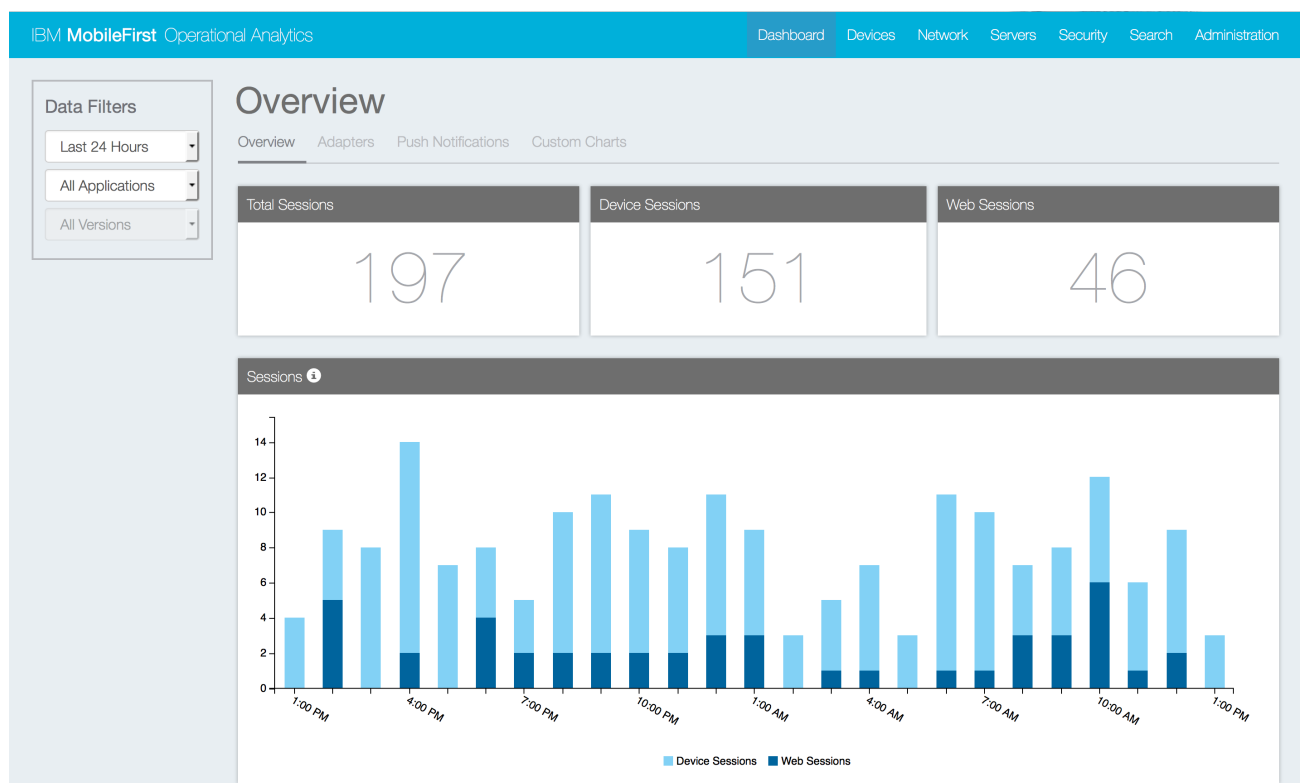 IBM MobileFirst Operational Analytics
Dashboard Devices Network Servers Security Search Administration
Data Filters
Last 24 Hours
All Applications
All Versions
Overview
Overview Adapters Push Notifications Custom Charts
Total Sessions
197
Device Sessions
151
Web Sessions
46
Sessions
14
12
10
8
6
4
2
0
1:00 PM 4:00 PM 7:00 PM 10:00 PM 1:00 AM 4:00 AM 7:00 AM 10:00 AM 1:00 PM
Device Sessions Web Sessions